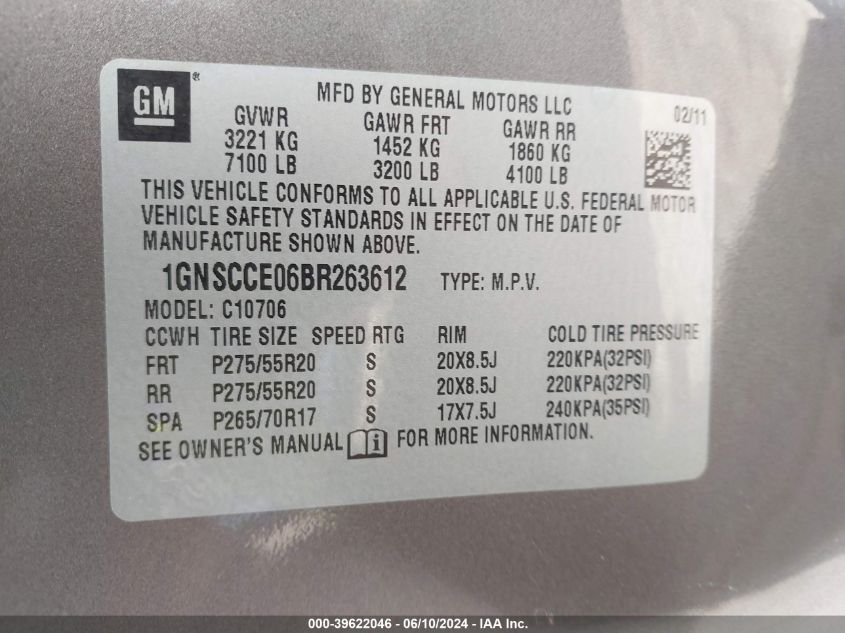 GM ®
MFD BY GENERAL MOTORS LLC
02/11
GVWR GAWR FRT GAWR RR
3221 KG 1452 KG 1860 KG
7100 LB 3200 LB 4100 LB
THIS VEHICLE CONFORMS TO ALL APPLICABLE U.S. FEDERAL MOTOR
VEHICLE SAFETY STANDARDS IN EFFECT ON THE DATE OF
MANUFACTURE SHOWN ABOVE.
1GNSCCE06BR263612 TYPE: M.P.V.
MODEL: C10706
CCWH TIRE SIZE SPEED RTG RIM COLD TIRE PRESSURE
FRT P275/55R20 S 20X8.5J 220KPA(32PSI)
RR P275/55R20 S 20X8.5J 220KPA(32PSI)
SPA P265/70R17 S 17X7.5J 240KPA(35PSI)
SEE OWNER'S MANUAL i FOR MORE INFORMATION.
000-39622046 - 06/10/2024 - IAA Inc.